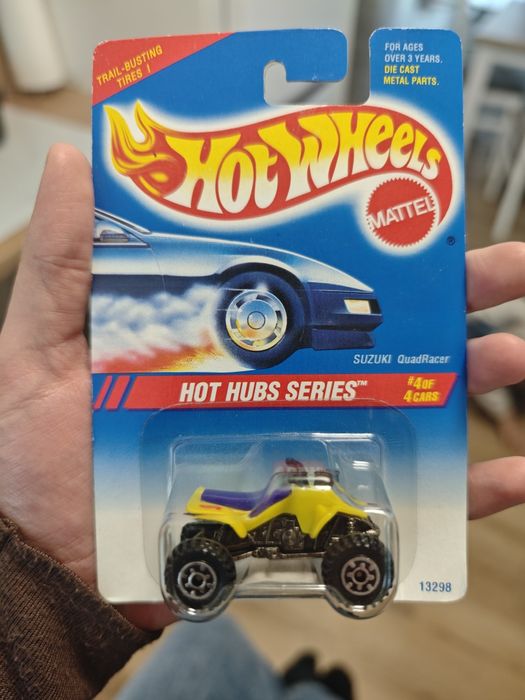 TRAIL-BUSTING
TIRES !
FOR AGES
OVER 3 YEARS.
DIE CAST
METAL PARTS.
HOT WHEELS
MATTEL
®
SUZUKI QuadRacer
HOT HUBS SERIES™
#4 OF
4 CARS
13298